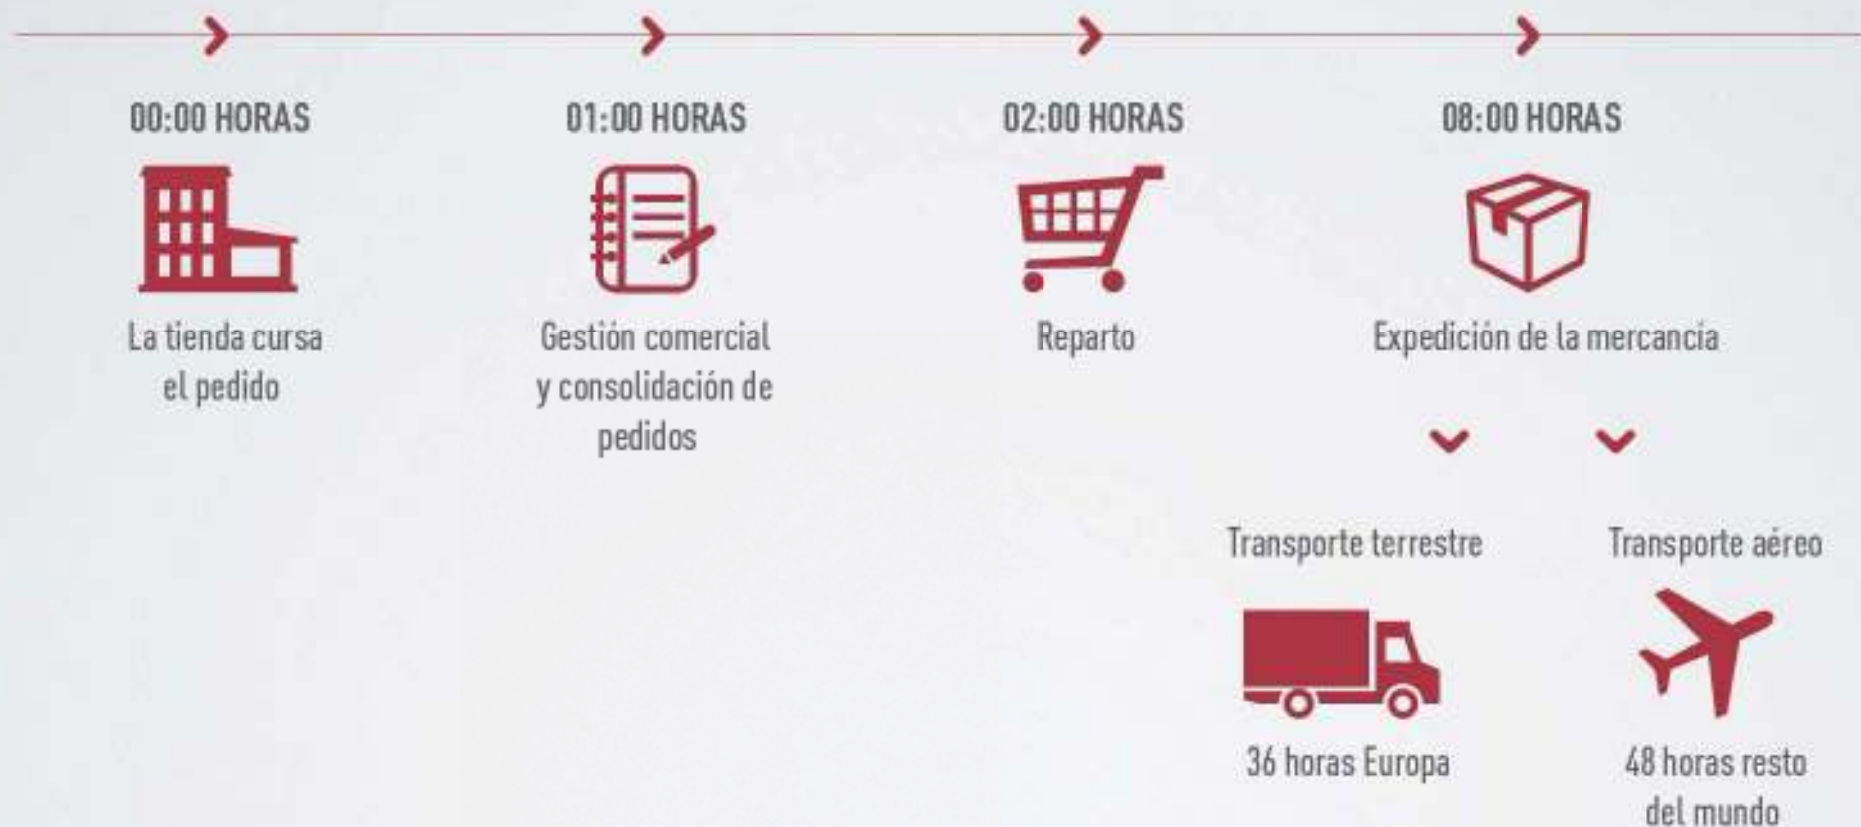 00:00 HORAS
01:00 HORAS
02:00 HORAS
08:00 HORAS
La tienda cursa
el pedido
Gestión comercial
y consolidación de
pedidos
Reparto
Expedición de la mercancía
Transporte terrestre
Transporte aéreo
36 horas Europa
48 horas resto
del mundo